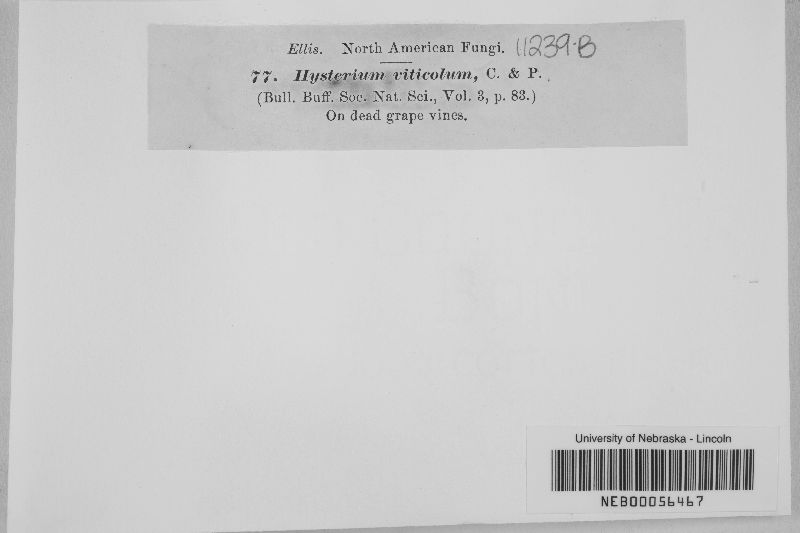 Ellis. North American Fungi. 11239-B
77. Hysterium viticolum, C. & P.
(Bull. Buff. Soc. Nat. Sci., Vol. 3, p. 83.)
On dead grape vines.
University of Nebraska - Lincoln
NEB00056467